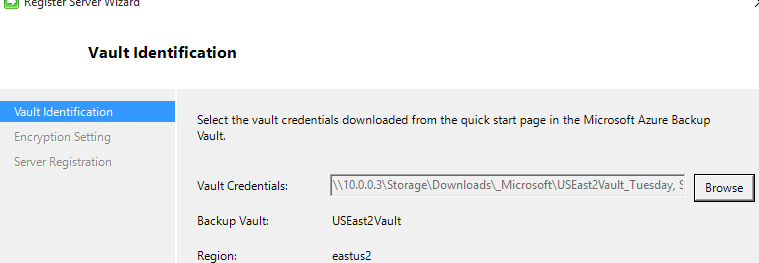 Register Server Wizard
Vault Identification
Vault Identification
Encryption Setting
Server Registration
Select the vault credentials downloaded from the quick start page in the Microsoft Azure Backup
Vault.
Vault Credentials: \\10.0.0.3\Storage\Downloads\_Microsoft\USEast2Vault_Tuesday, S Browse
Backup Vault: USEast2Vault
Region: eastus2